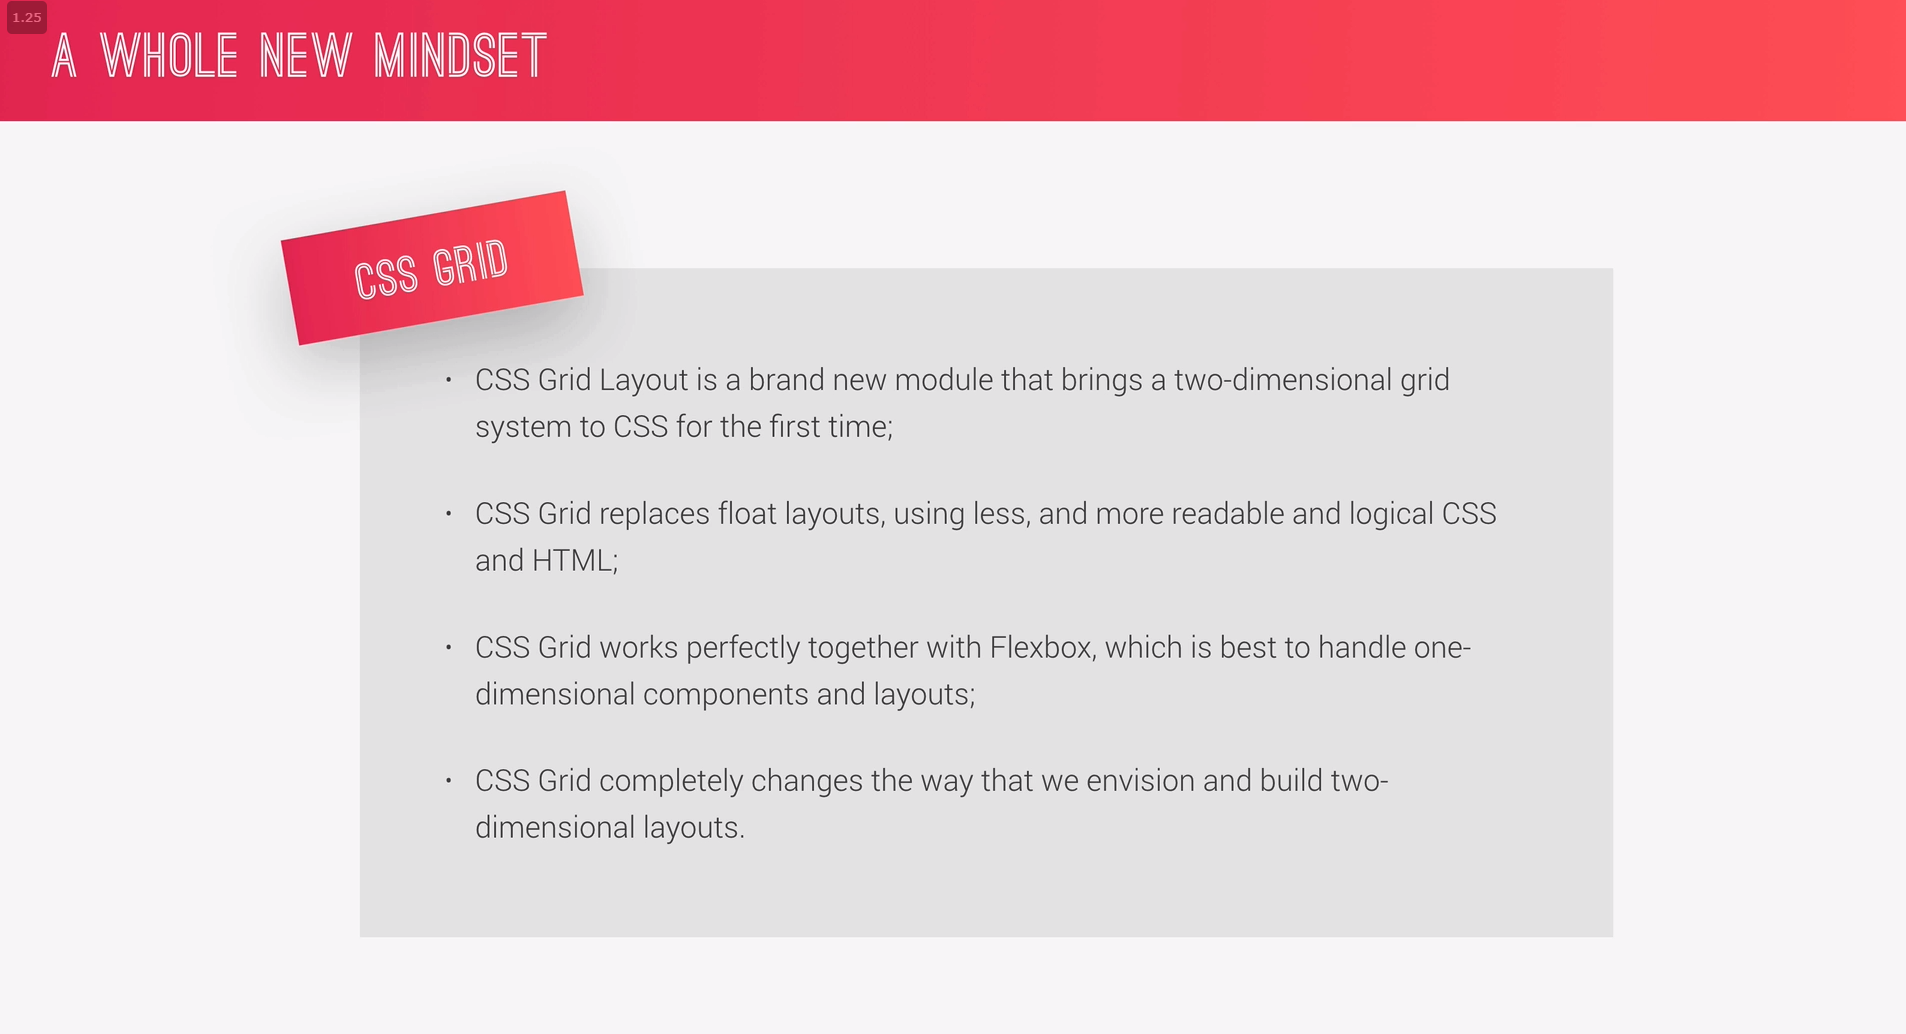 1.25
A WHOLE NEW MINDSET
CSS GRID
• CSS Grid Layout is a brand new module that brings a two-dimensional grid
system to CSS for the first time;
• CSS Grid replaces float layouts, using less, and more readable and logical CSS
and HTML;
• CSS Grid works perfectly together with Flexbox, which is best to handle one-
dimensional components and layouts;
• CSS Grid completely changes the way that we envision and build two-
dimensional layouts.